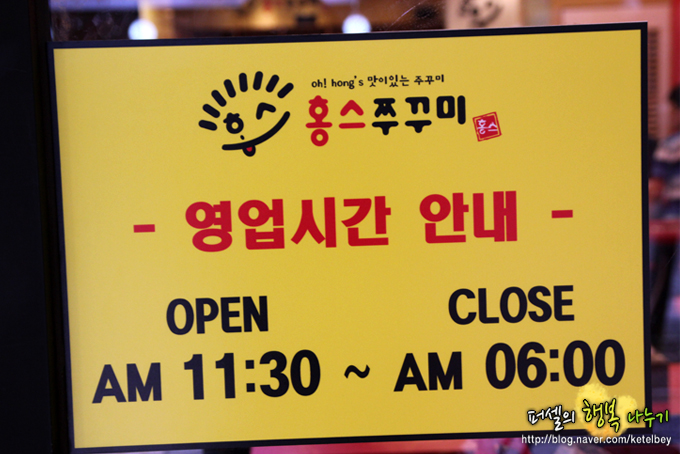 oh! hong's 맛이있는 주꾸미
홍스쭈꾸미 홍스
- 영업시간 안내 -
OPEN CLOSE
AM 11:30 ~ AM 06:00
퍼셀의 행복 나누기
http://blog.naver.com/ketelbey